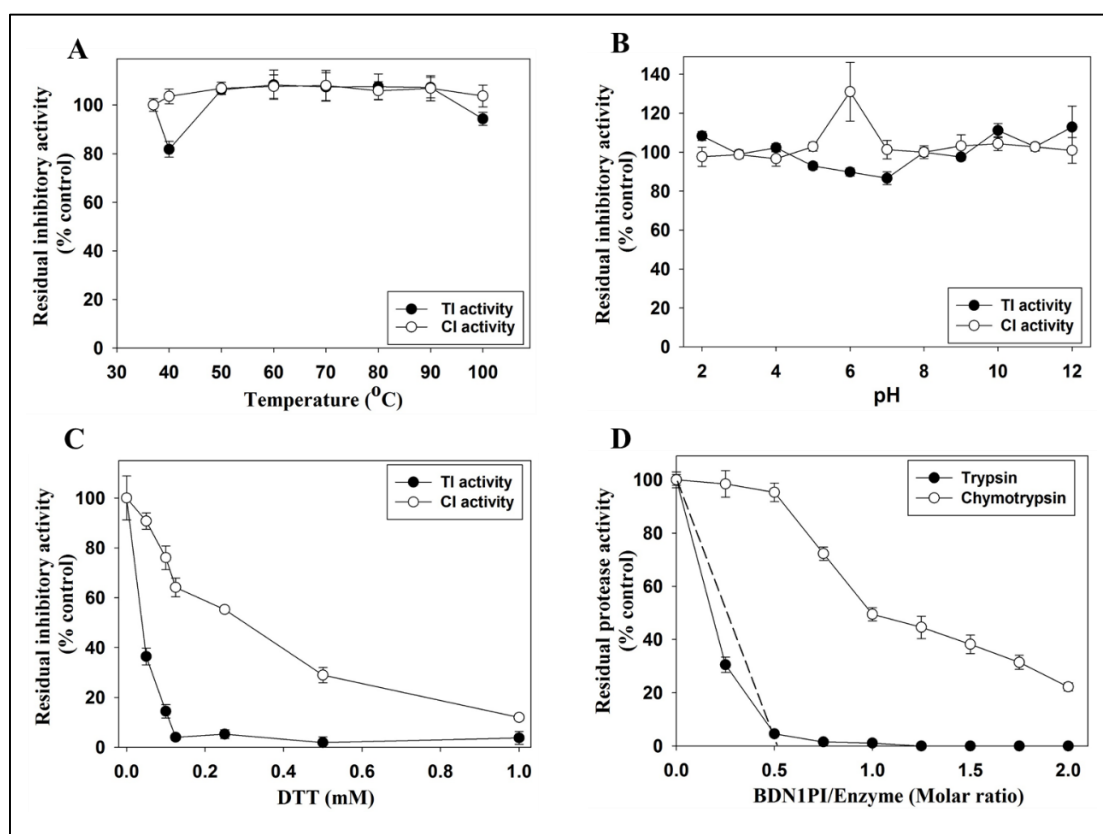 A
Residual inhibitory activity
(% control)
100
80
60
40
20
0
TI activity
CI activity
30 40 50 60 70 80 90 100
Temperature (°C)
B
Residual inhibitory activity
(% control)
140
120
100
80
60
40
20
0
TI activity
CI activity
2 4 6 8 10 12
pH
C
Residual inhibitory activity
(% control)
100
80
60
40
20
0
TI activity
CI activity
0.0 0.2 0.4 0.6 0.8 1.0
DTT (mM)
D
Residual protease activity
(% control)
100
80
60
40
20
0
Trypsin
Chymotrypsin
0.0 0.5 1.0 1.5 2.0
BDN1PI/Enzyme (Molar ratio)